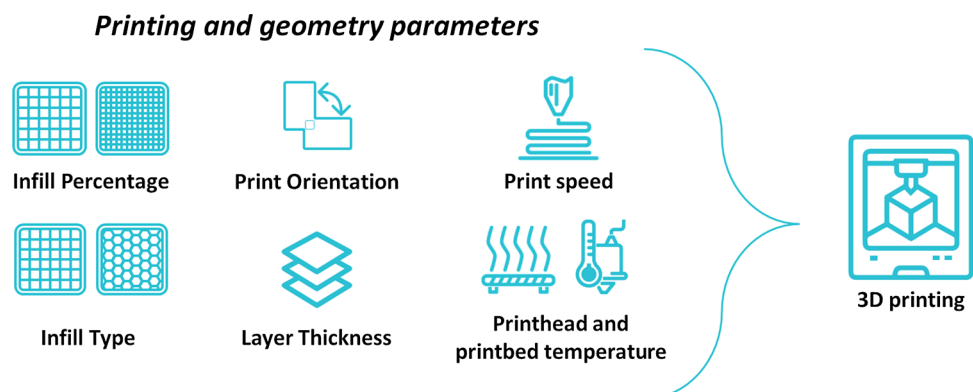 Printing and geometry parameters
Infill Percentage
Print Orientation
Print speed
Infill Type
Layer Thickness
Printhead and
printbed temperature
3D printing